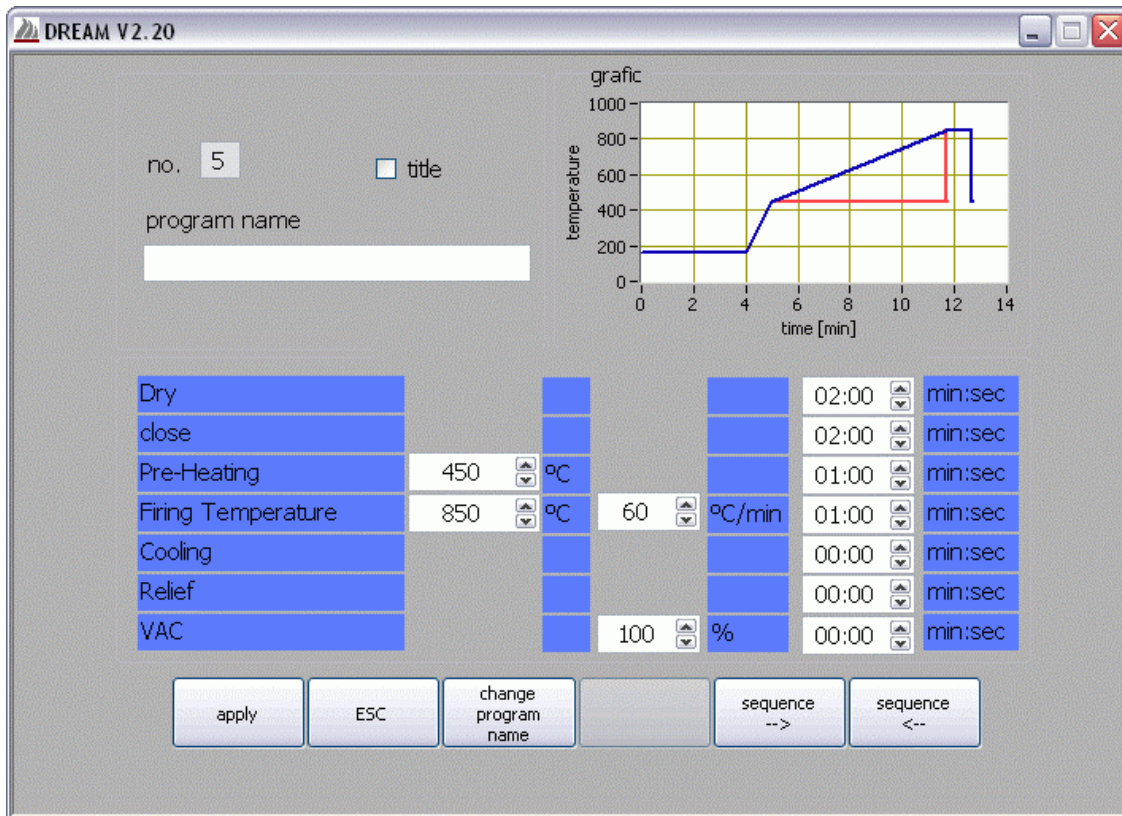 DREAM V2.20
no. 5
title
program name
grafic
temperature
1000
800
600
400
200
0
0 2 4 6 8 10 12 14
time [min]
Dry 02:00 min:sec
close 02:00 min:sec
Pre-Heating 450 ºC 01:00 min:sec
Firing Temperature 850 ºC 60 ºC/min 01:00 min:sec
Cooling 00:00 min:sec
Relief 00:00 min:sec
VAC 100 % 00:00 min:sec
apply
ESC
change
program
name
sequence
-->
sequence
<--